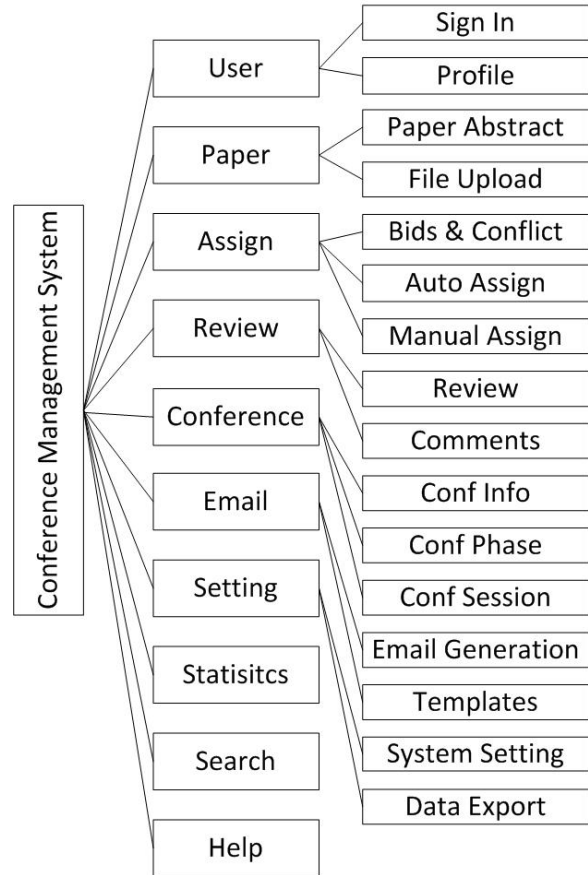 Conference Management System
User
Paper
Assign
Review
Conference
Email
Setting
Statisitcs
Search
Help
Sign In
Profile
Paper Abstract
File Upload
Bids & Conflict
Auto Assign
Manual Assign
Review
Comments
Conf Info
Conf Phase
Conf Session
Email Generation
Templates
System Setting
Data Export